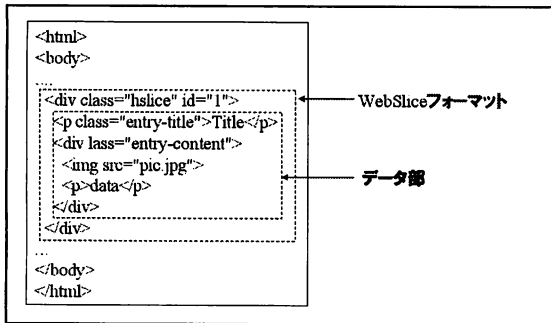 <html>
<body>
....
<div class="hslice" id="1">
WebSliceフォーマット
<p class="entry-title">Title</p>
<div lass="entry-content">
<img src="pic.jpg">
<p>data</p>
データ部
</div>
</div>
...
</body>
</html>